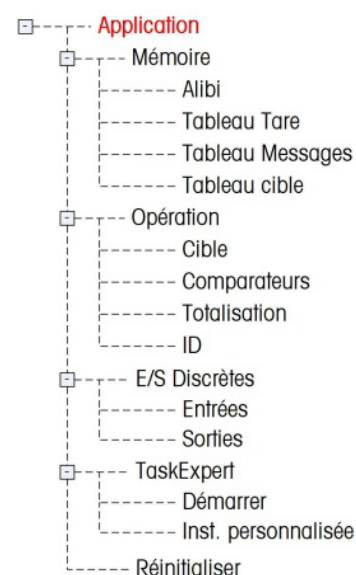 Application
Mémoire
Alibi
Tableau Tare
Tableau Messages
Tableau cible
Opération
Cible
Comparateurs
Totalisation
ID
E/S Discrètes
Entrées
Sorties
TaskExpert
Démarrer
Inst. personnalisée
Réinitialiser